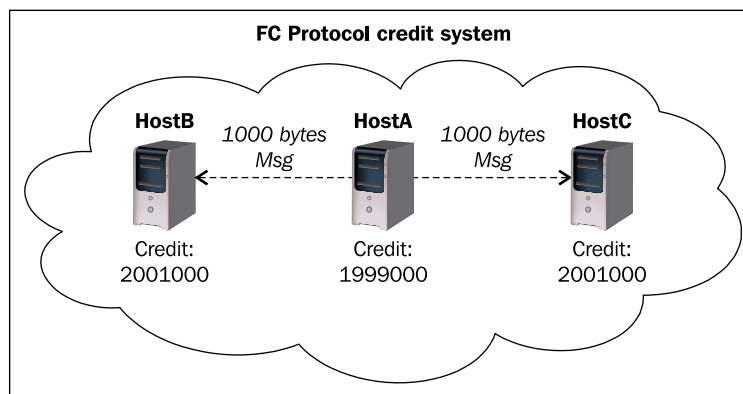 FC Protocol credit system
HostB
HostA
HostC
1000 bytes
Msg
1000 bytes
Msg
Credit:
2001000
Credit:
1999000
Credit:
2001000